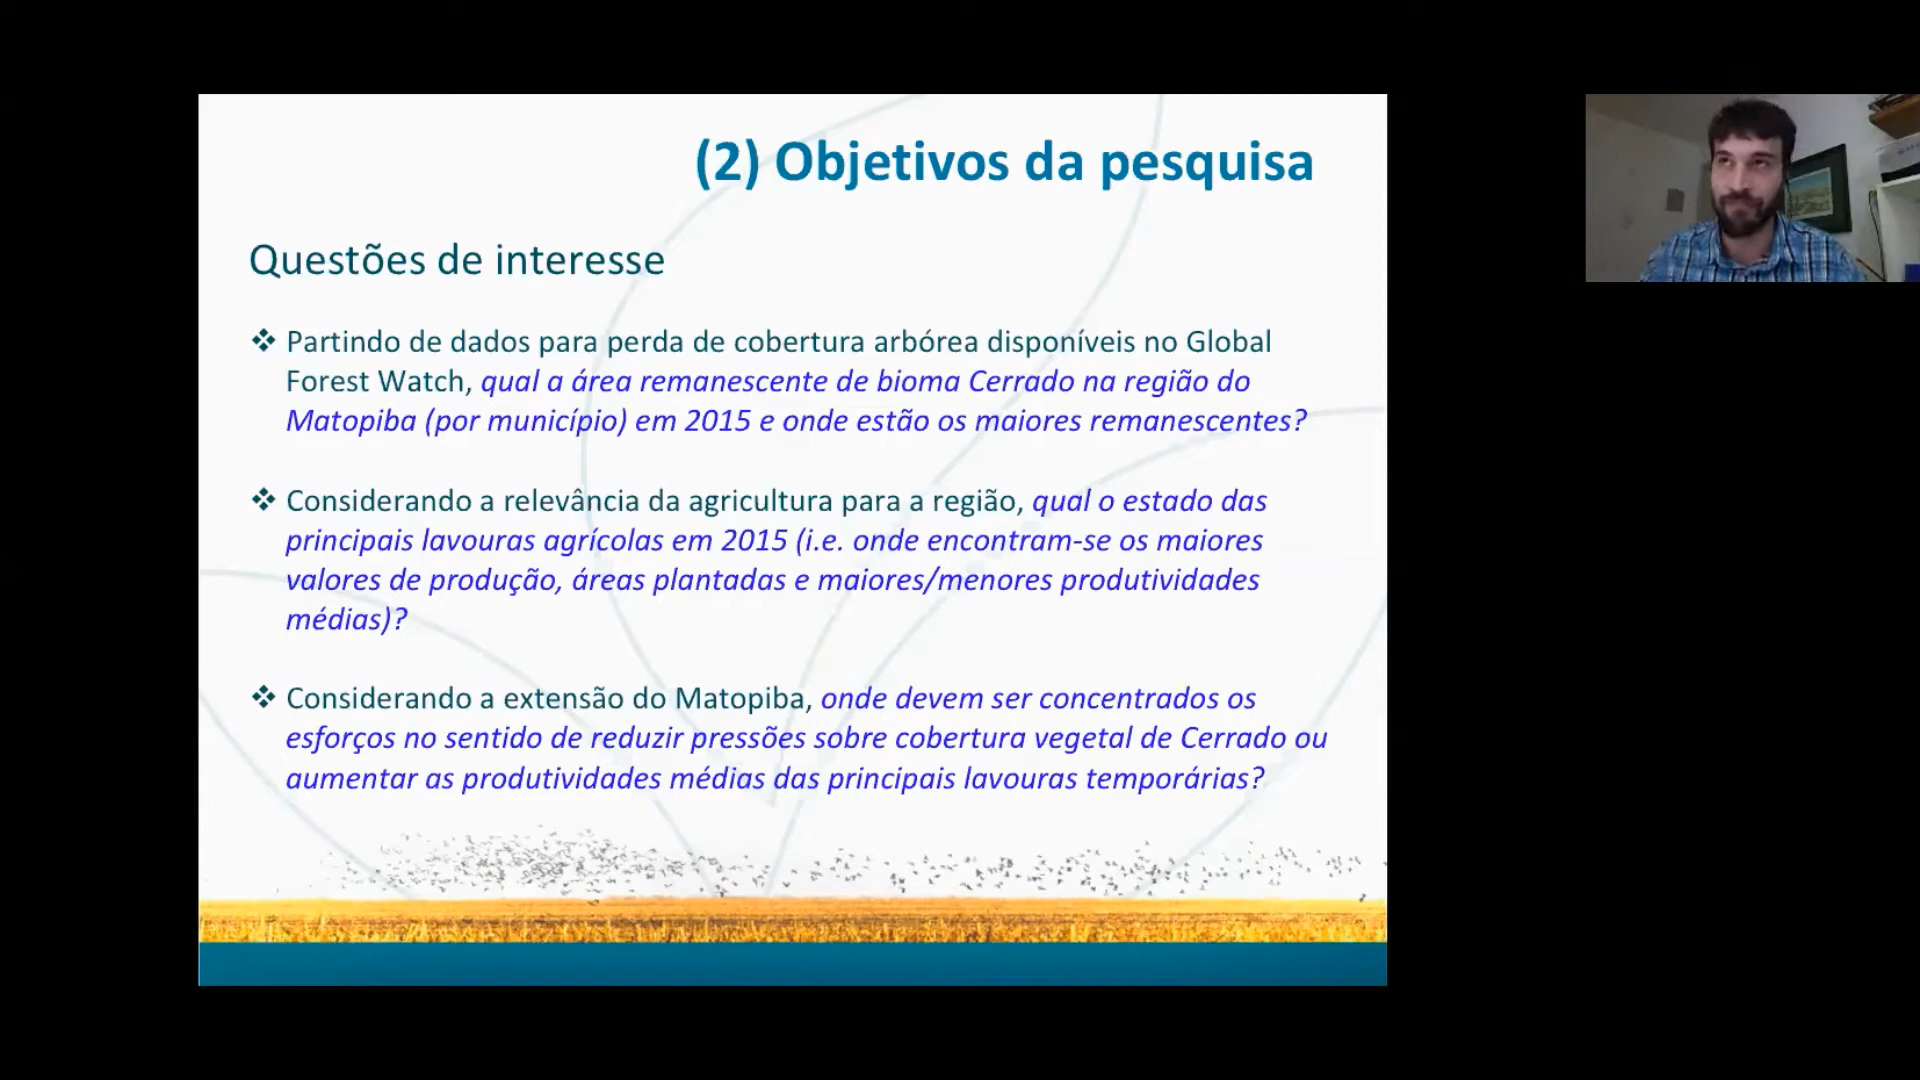 (2) Objetivos da pesquisa
Questões de interesse
❖ Partindo de dados para perda de cobertura arbórea disponíveis no Global
Forest Watch, qual a área remanescente de bioma Cerrado na região do
Matopiba (por município) em 2015 e onde estão os maiores remanescentes?
❖ Considerando a relevância da agricultura para a região, qual o estado das
principais lavouras agrícolas em 2015 (i.e. onde encontram-se os maiores
valores de produção, áreas plantadas e maiores/menores produtividades
médias)?
❖ Considerando a extensão do Matopiba, onde devem ser concentrados os
esforços no sentido de reduzir pressões sobre cobertura vegetal de Cerrado ou
aumentar as produtividades médias das principais lavouras temporárias?